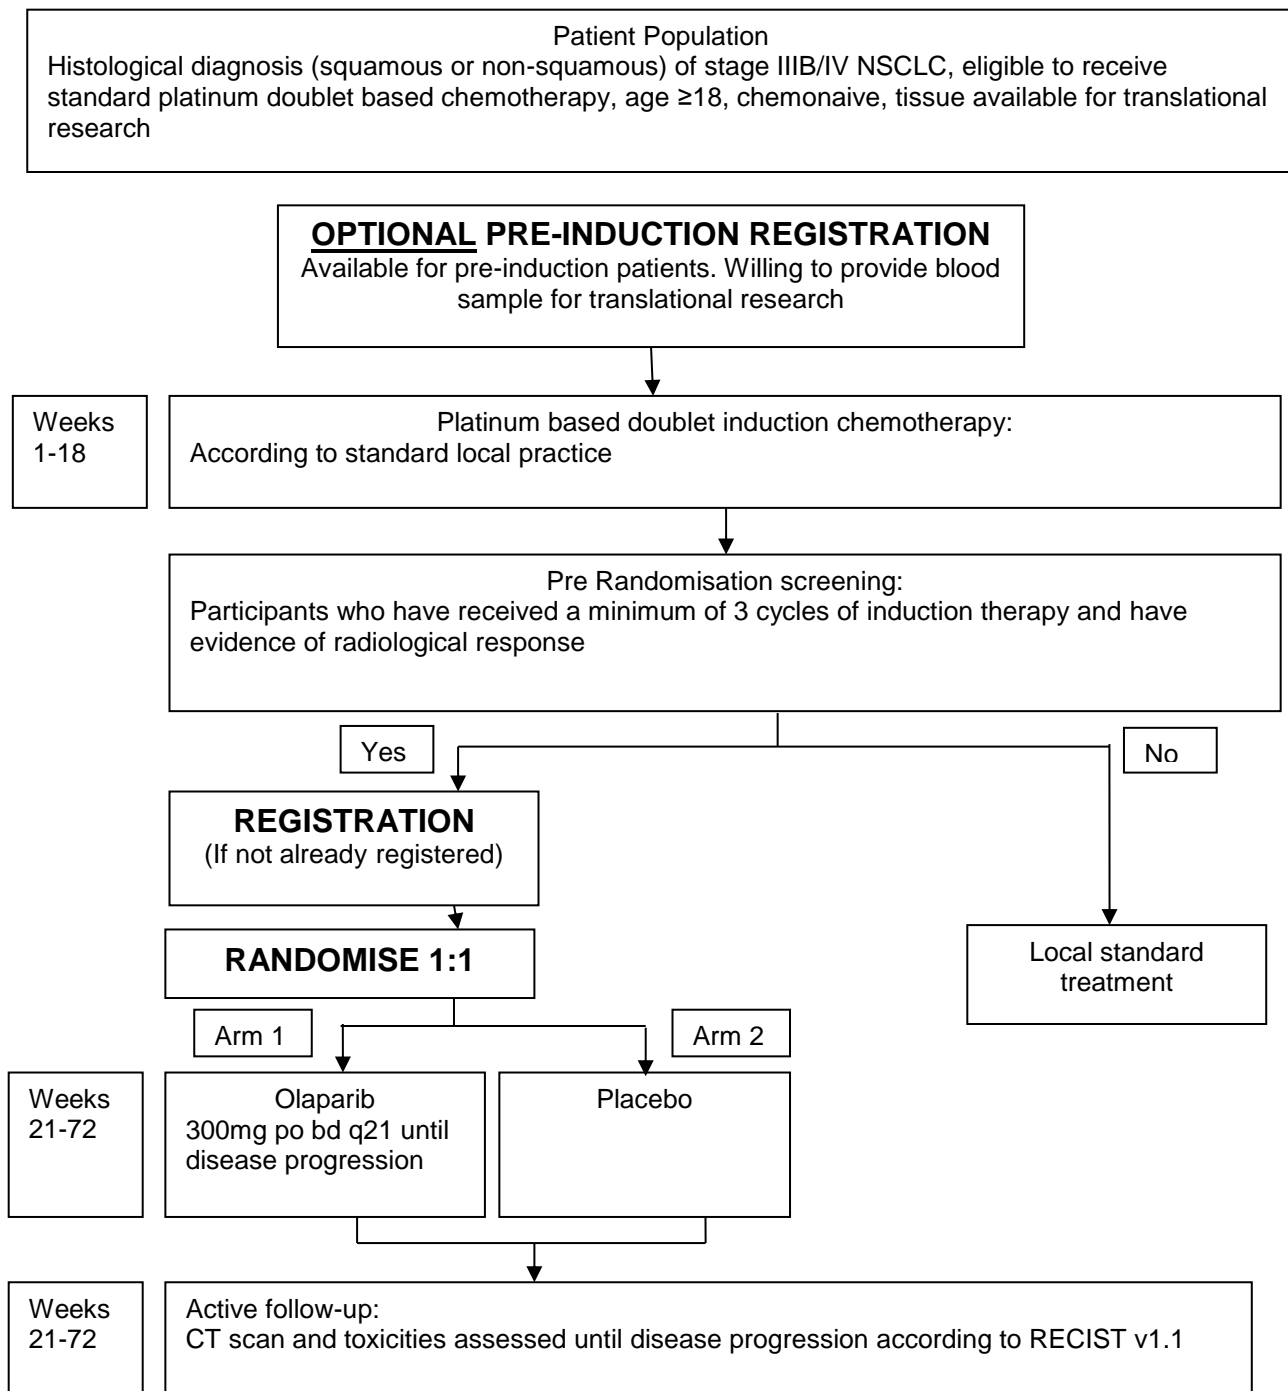 Patient Population
Histological diagnosis (squamous or non-squamous) of stage IIIB/IV NSCLC, eligible to receive
standard platinum doublet based chemotherapy, age ≥18, chemonaive, tissue available for translational
research
OPTIONAL PRE-INDUCTION REGISTRATION
Available for pre-induction patients. Willing to provide blood
sample for translational research
Weeks
1-18
Platinum based doublet induction chemotherapy:
According to standard local practice
Pre Randomisation screening:
Participants who have received a minimum of 3 cycles of induction therapy and have
evidence of radiological response
Yes
No
REGISTRATION
(If not already registered)
RANDOMISE 1:1
Local standard
treatment
Arm 1
Arm 2
Weeks
21-72
Olaparib
300mg po bd q21 until
disease progression
Placebo
Weeks
21-72
Active follow-up:
CT scan and toxicities assessed until disease progression according to RECIST v1.1